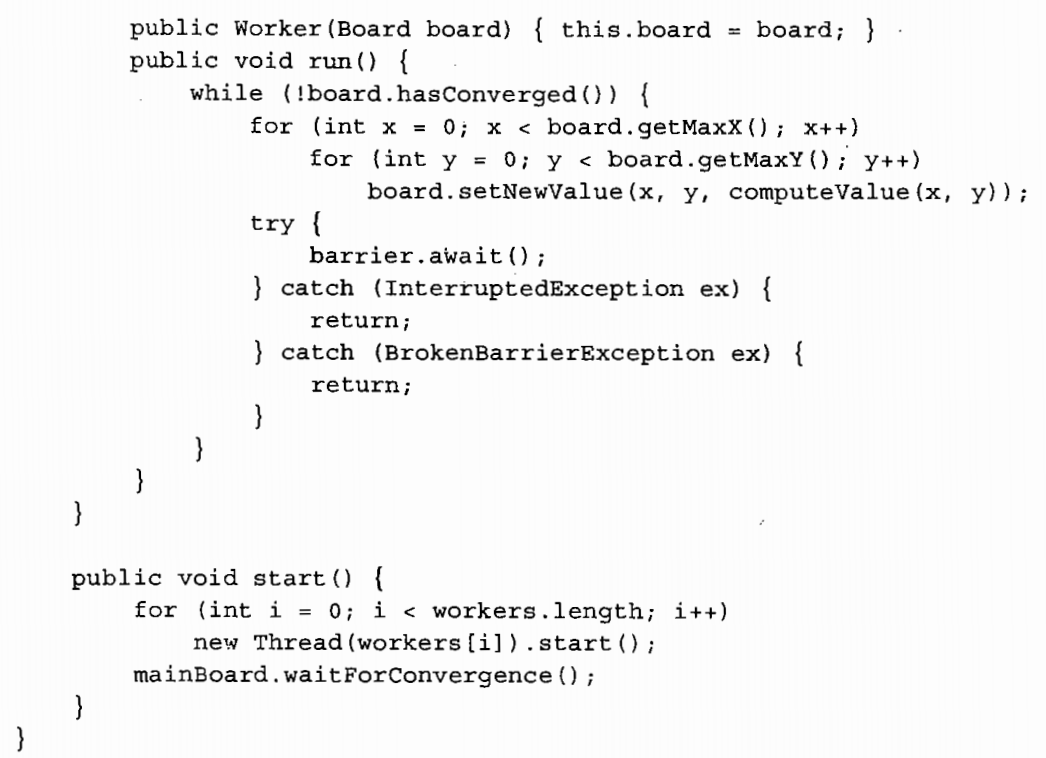 public Worker(Board board) { this.board = board; }
public void run() {
while (!board.hasConverged()) {
for (int x = 0; x < board.getMaxX(); x++)
for (int y = 0; y < board.getMaxY(); y++)
board.setNewValue(x, y, computeValue(x, y));
try {
barrier.await();
} catch (InterruptedException ex) {
return;
} catch (BrokenBarrierException ex) {
return;
}
}
}
}
public void start() {
for (int i = 0; i < workers.length; i++)
new Thread(workers[i]).start();
mainBoard.waitForConvergence();
}
}